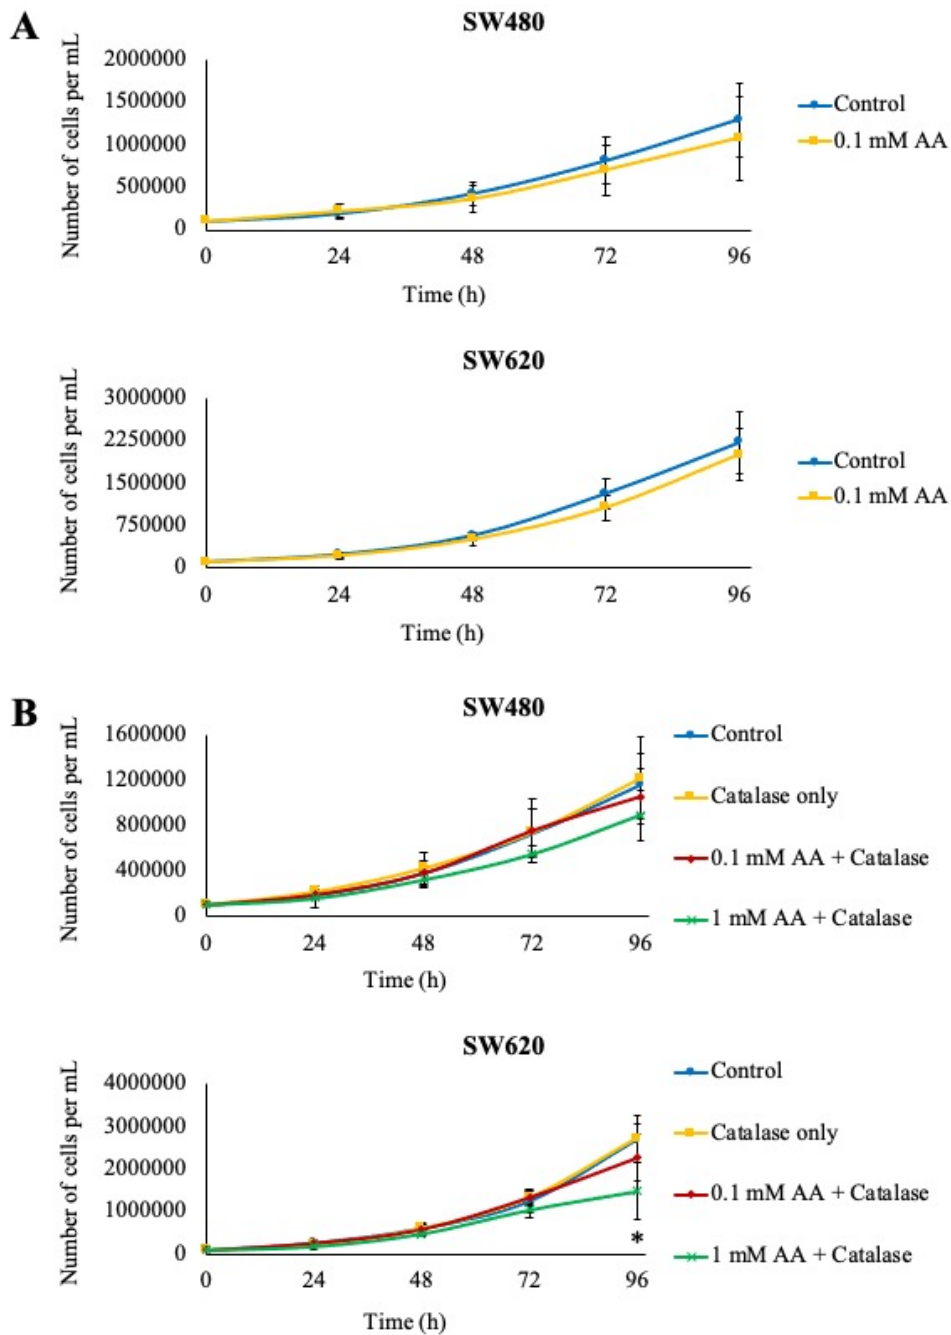 A
SW480
Number of cells per mL
2000000
1500000
1000000
500000
0
0 24 48 72 96
Time (h)
Control
0.1 mM AA
SW620
Number of cells per mL
3000000
2250000
1500000
750000
0
0 24 48 72 96
Time (h)
Control
0.1 mM AA
B
SW480
Number of cells per mL
1600000
1200000
800000
400000
0
0 24 48 72 96
Time (h)
Control
Catalase only
0.1 mM AA + Catalase
1 mM AA + Catalase
SW620
Number of cells per mL
4000000
3000000
2000000
1000000
0
0 24 48 72 96
*
Time (h)
Control
Catalase only
0.1 mM AA + Catalase
1 mM AA + Catalase